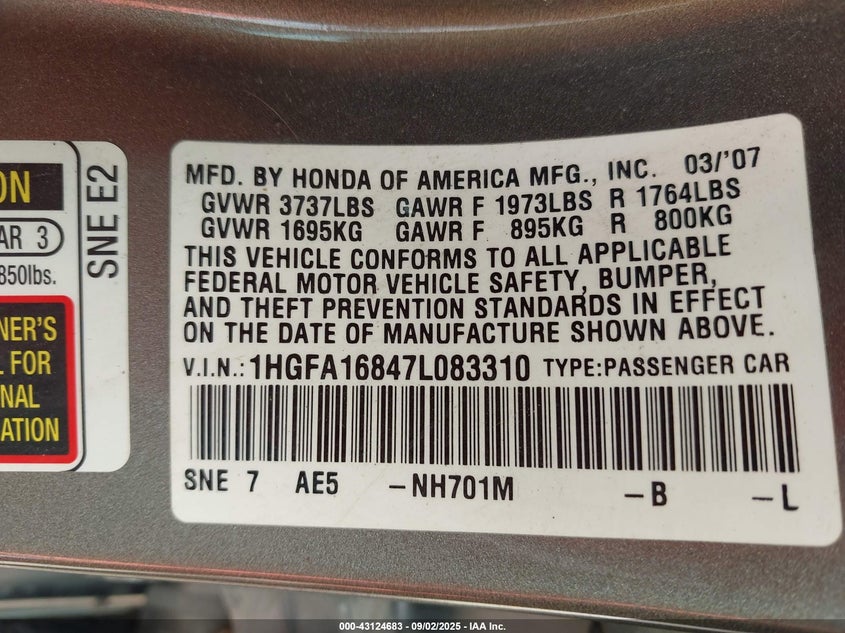 ON
AR 3
850lbs.
NER'S
L FOR
NAL
ATION
SNE E2
MFD. BY HONDA OF AMERICA MFG., INC. 03/'07
GVWR 3737LBS GAWR F 1973LBS R 1764LBS
GVWR 1695KG GAWR F 895KG R 800KG
THIS VEHICLE CONFORMS TO ALL APPLICABLE
FEDERAL MOTOR VEHICLE SAFETY, BUMPER,
AND THEFT PREVENTION STANDARDS IN EFFECT
ON THE DATE OF MANUFACTURE SHOWN ABOVE.
V.I.N.: 1HGFA16847L083310 TYPE:PASSENGER CAR
SNE 7 AE5 -NH701M -B -L
000-43124683 - 09/02/2025 - IAA Inc.